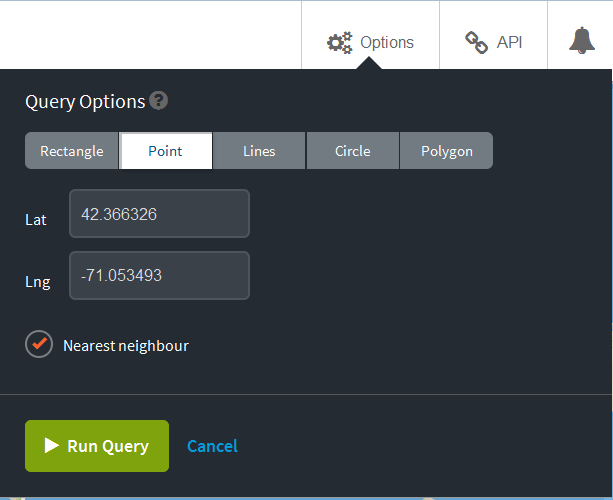 Options API
Query Options ?
Rectangle Point Lines Circle Polygon
Lat 42.366326
Lng -71.053493
Nearest neighbour
Run Query Cancel